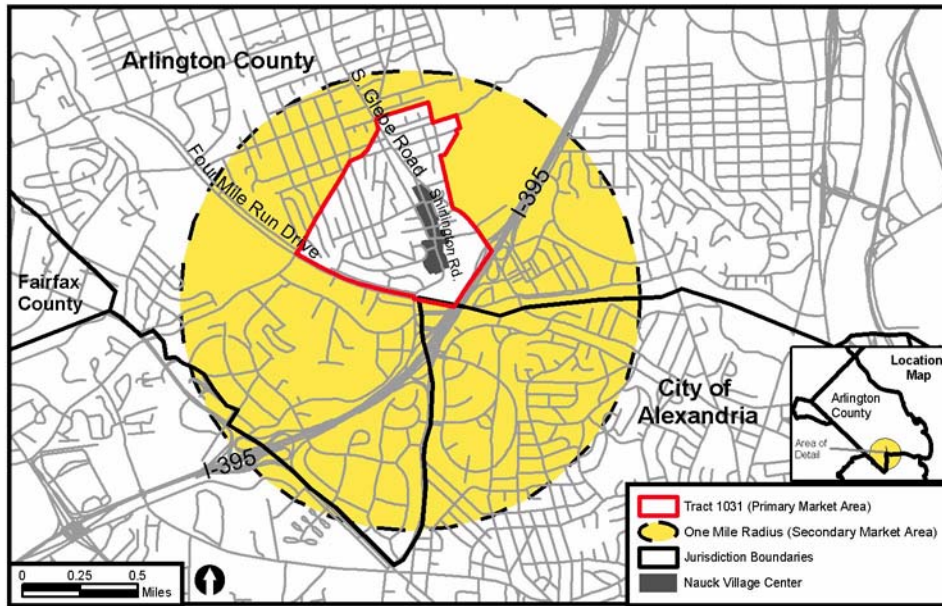 Arlington County
S. Glebe Road
Four Mile Run Drive
Shirlington Rd.
I-395
Fairfax
County
City of
Alexandria
I-395
Location
Map
Arlington
County
Area of
Detail
Tract 1031 (Primary Market Area)
One Mile Radius (Secondary Market Area)
Jurisdiction Boundaries
Nauck Village Center
0 0.25 0.5
Miles